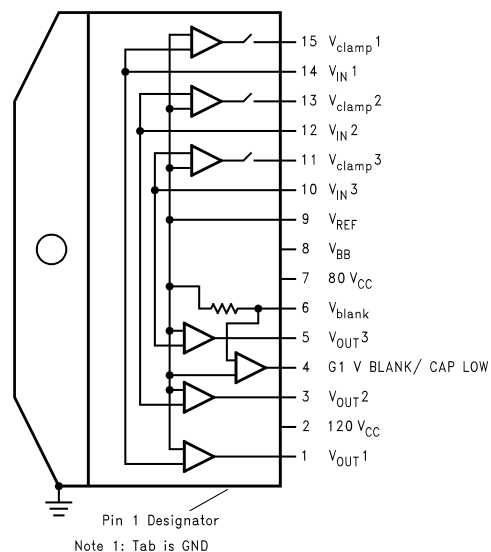 15 Vclamp1
14 VIN1
13 Vclamp2
12 VIN2
11 Vclamp3
10 VIN3
9 VREF
8 VBB
7 80 VCC
6 Vblank
5 VOUT3
4 G1 V BLANK/ CAP LOW
3 VOUT2
2 120 VCC
1 VOUT1
Pin 1 Designator
Note 1: Tab is GND